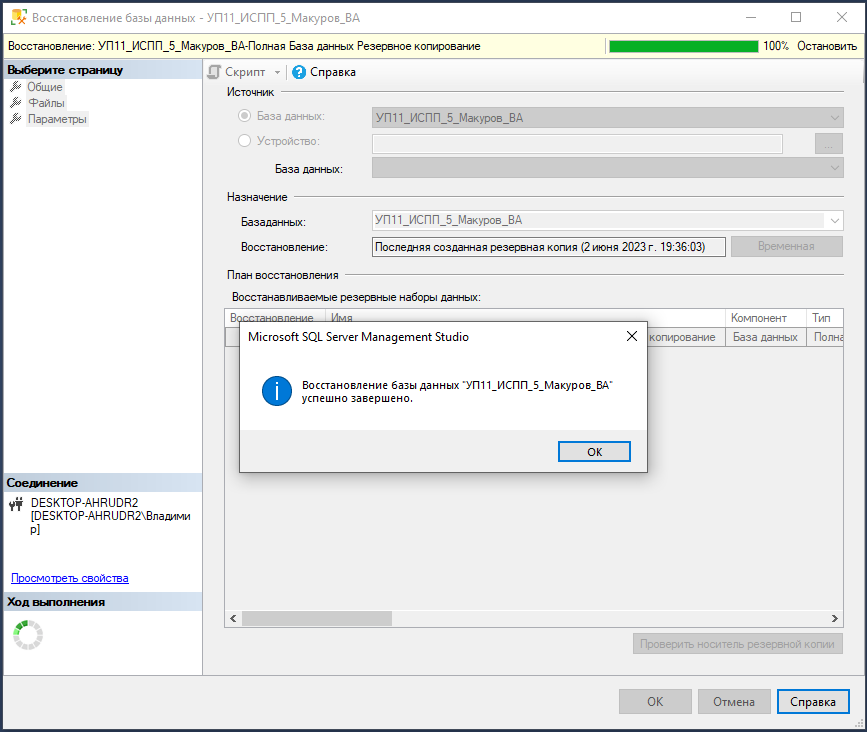 Восстановление базы данных - УП11_ИСПП_5_Макуров_ВА
Восстановление: УП11_ИСПП_5_Макуров_ВА-Полная База данных Резервное копирование
100% Остановить
Выберите страницу
Общие
Файлы
Параметры
Скрипт Справка
Источник
База данных: УП11_ИСПП_5_Макуров_ВА
Устройство: ...
База данных:
Назначение
Базаданных: УП11_ИСПП_5_Макуров_ВА
Восстановление: Последняя созданная резервная копия (2 июня 2023 г. 19:36:03) Временная
План восстановления
Восстанавливаемые резервные наборы данных:
Восстановление Имя Компонент Тип
копирование База данных Полна
Microsoft SQL Server Management Studio
Восстановление базы данных "УП11_ИСПП_5_Макуров_ВА"
успешно завершено.
ОК
Соединение
DESKTOP-AHRUDR2
[DESKTOP-AHRUDR2\Владими
р]
Просмотреть свойства
Ход выполнения
Проверить носитель резервной копии
ОК Отмена Справка